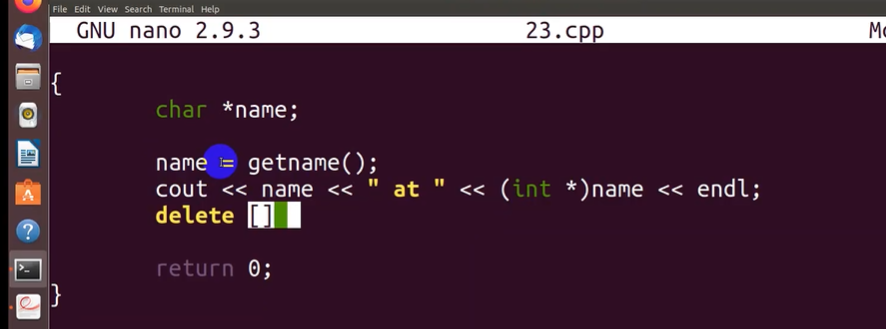 File Edit View Search Terminal Help
GNU nano 2.9.3 23.cpp
{
char *name;
name = getname();
cout << name << " at " << (int *)name << endl;
delete []
return 0;
}